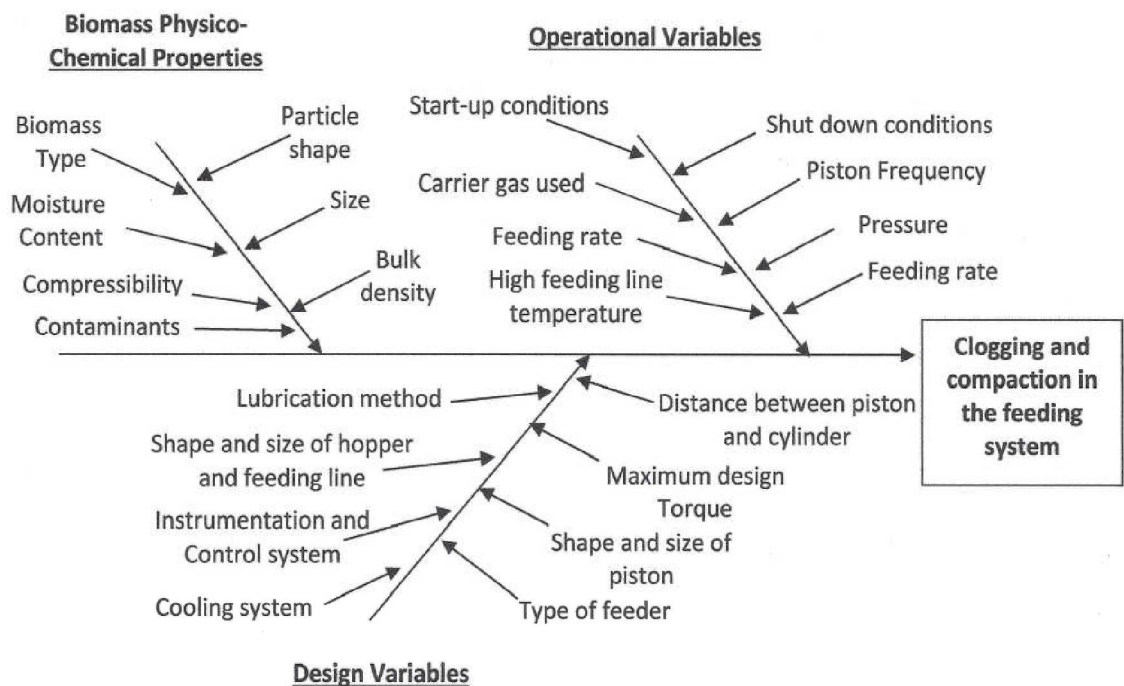 Biomass Physico-
Chemical Properties
Operational Variables
Biomass
Type
Particle
shape
Moisture
Content
Size
Compressibility
Bulk
density
Contaminants
Start-up conditions
Shut down conditions
Carrier gas used
Piston Frequency
Feeding rate
Pressure
High feeding line
temperature
Feeding rate
Clogging and
compaction in
the feeding
system
Lubrication method
Distance between piston
and cylinder
Shape and size of hopper
and feeding line
Maximum design
Torque
Instrumentation and
Control system
Shape and size of
piston
Cooling system
Type of feeder
Design Variables